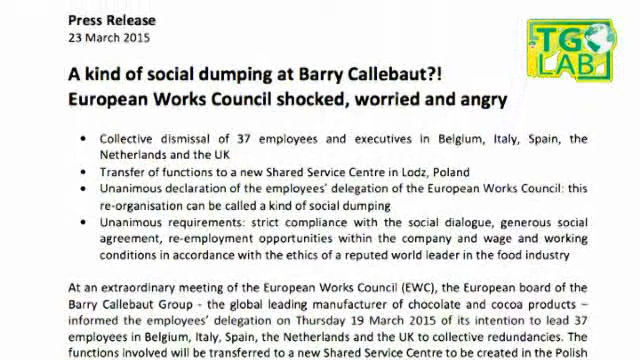 Press Release
23 March 2015
TG
LAB
A kind of social dumping at Barry Callebaut?!
European Works Council shocked, worried and angry
• Collective dismissal of 37 employees and executives in Belgium, Italy, Spain, the
Netherlands and the UK
• Transfer of functions to a new Shared Service Centre in Lodz, Poland
• Unanimous declaration of the employees' delegation of the European Works Council: this
re-organisation can be called a kind of social dumping
• Unanimous requirements: strict compliance with the social dialogue, generous social
agreement, re-employment opportunities within the company and wage and working
conditions in accordance with the ethics of a reputed world leader in the food industry
At an extraordinary meeting of the European Works Council (EWC), the European board of the
Barry Callebaut Group - the global leading manufacturer of chocolate and cocoa products –
informed the employees' delegation on Thursday 19 March 2015 of its intention to lead 37
employees in Belgium, Italy, Spain, the Netherlands and the UK to collective redundancies. The
functions involved will be transferred to a new Shared Service Centre to be created in the Polish